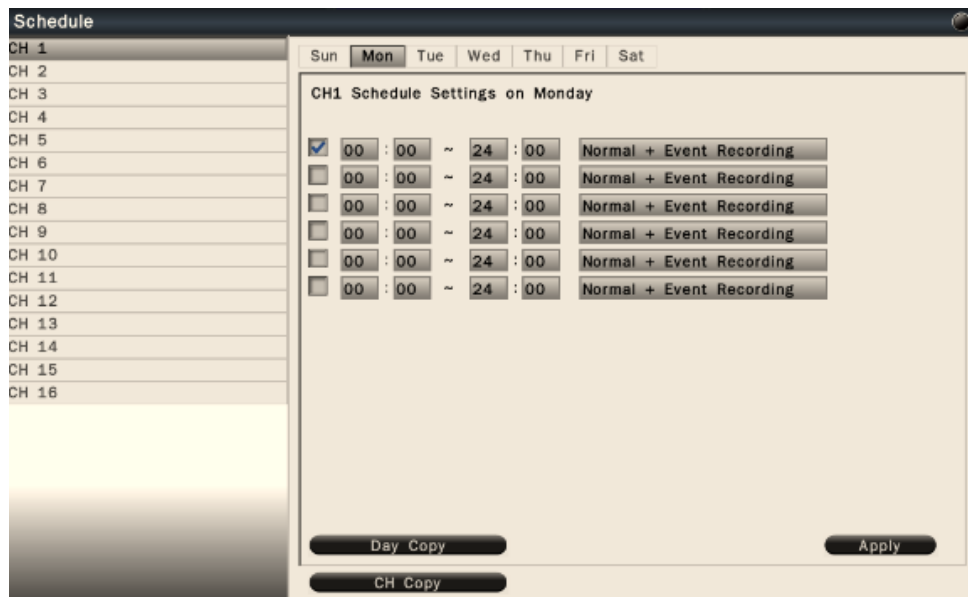 Schedule
CH 1
CH 2
CH 3
CH 4
CH 5
CH 6
CH 7
CH 8
CH 9
CH 10
CH 11
CH 12
CH 13
CH 14
CH 15
CH 16
Sun Mon Tue Wed Thu Fri Sat
CH1 Schedule Settings on Monday
00 : 00 ~ 24 : 00 Normal + Event Recording
00 : 00 ~ 24 : 00 Normal + Event Recording
00 : 00 ~ 24 : 00 Normal + Event Recording
00 : 00 ~ 24 : 00 Normal + Event Recording
00 : 00 ~ 24 : 00 Normal + Event Recording
00 : 00 ~ 24 : 00 Normal + Event Recording
Day Copy Apply
CH Copy